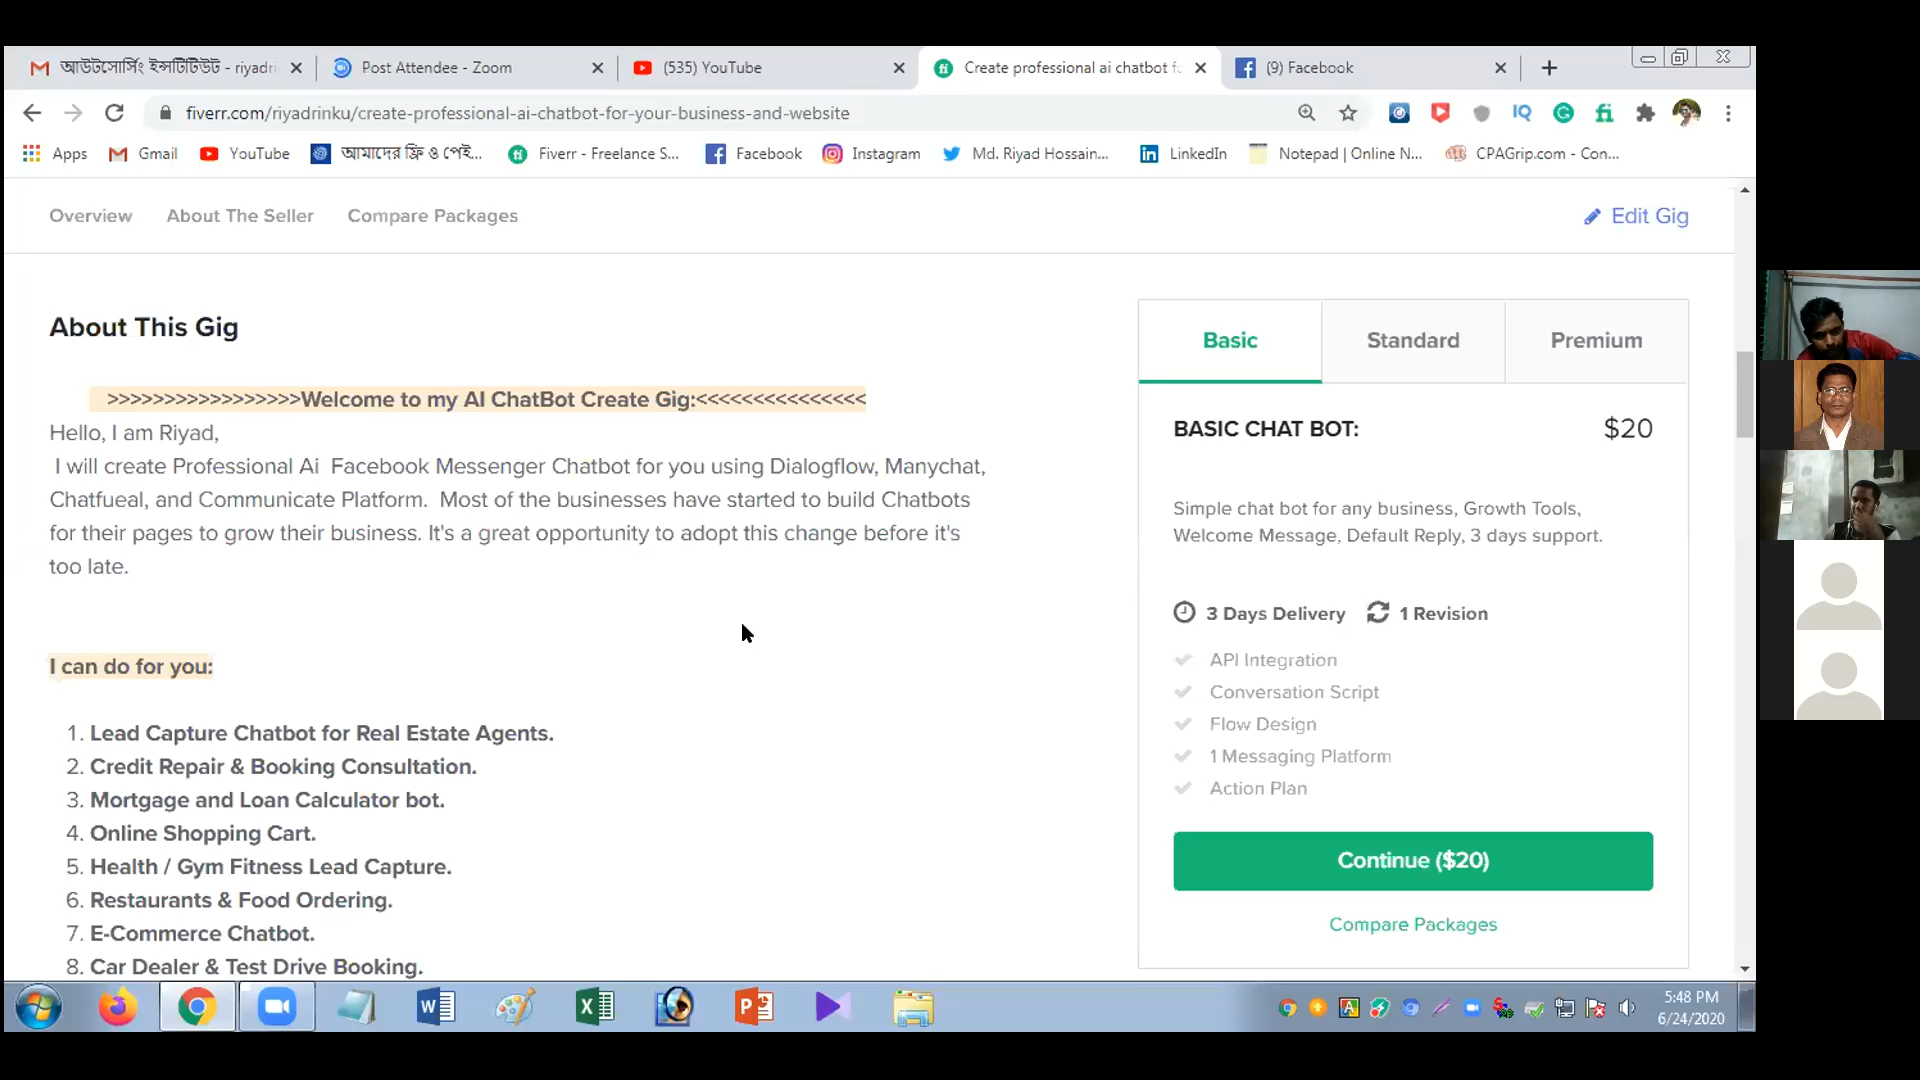 আউটসোর্সিং ইন্সটিটিউট - riyadri
Post Attendee - Zoom
(535) YouTube
Create professional ai chatbot fo
(9) Facebook
fiverr.com/riyadrinku/create-professional-ai-chatbot-for-your-business-and-website
Apps
Gmail
YouTube
আমাদের ফ্রি ও পেই...
Fiverr - Freelance S...
Facebook
Instagram
Md. Riyad Hossain...
LinkedIn
Notepad | Online N...
CPAGrip.com - Con...
Overview
About The Seller
Compare Packages
Edit Gig
About This Gig
>>>>>>>>>>>>>>>>>Welcome to my AI ChatBot Create Gig:<<<<<<<<<<<<<<<
Hello, I am Riyad,
I will create Professional Ai  Facebook Messenger Chatbot for you using Dialogflow, Manychat,
Chatfueal, and Communicate Platform.  Most of the businesses have started to build Chatbots
for their pages to grow their business. It's a great opportunity to adopt this change before it's
too late.
I can do for you:
1. Lead Capture Chatbot for Real Estate Agents.
2. Credit Repair & Booking Consultation.
3. Mortgage and Loan Calculator bot.
4. Online Shopping Cart.
5. Health / Gym Fitness Lead Capture.
6. Restaurants & Food Ordering.
7. E-Commerce Chatbot.
8. Car Dealer & Test Drive Booking.
Basic
Standard
Premium
BASIC CHAT BOT:
$20
Simple chat bot for any business, Growth Tools,
Welcome Message, Default Reply, 3 days support.
3 Days Delivery
1 Revision
API Integration
Conversation Script
Flow Design
1 Messaging Platform
Action Plan
Continue ($20)
Compare Packages
5:48 PM
6/24/2020